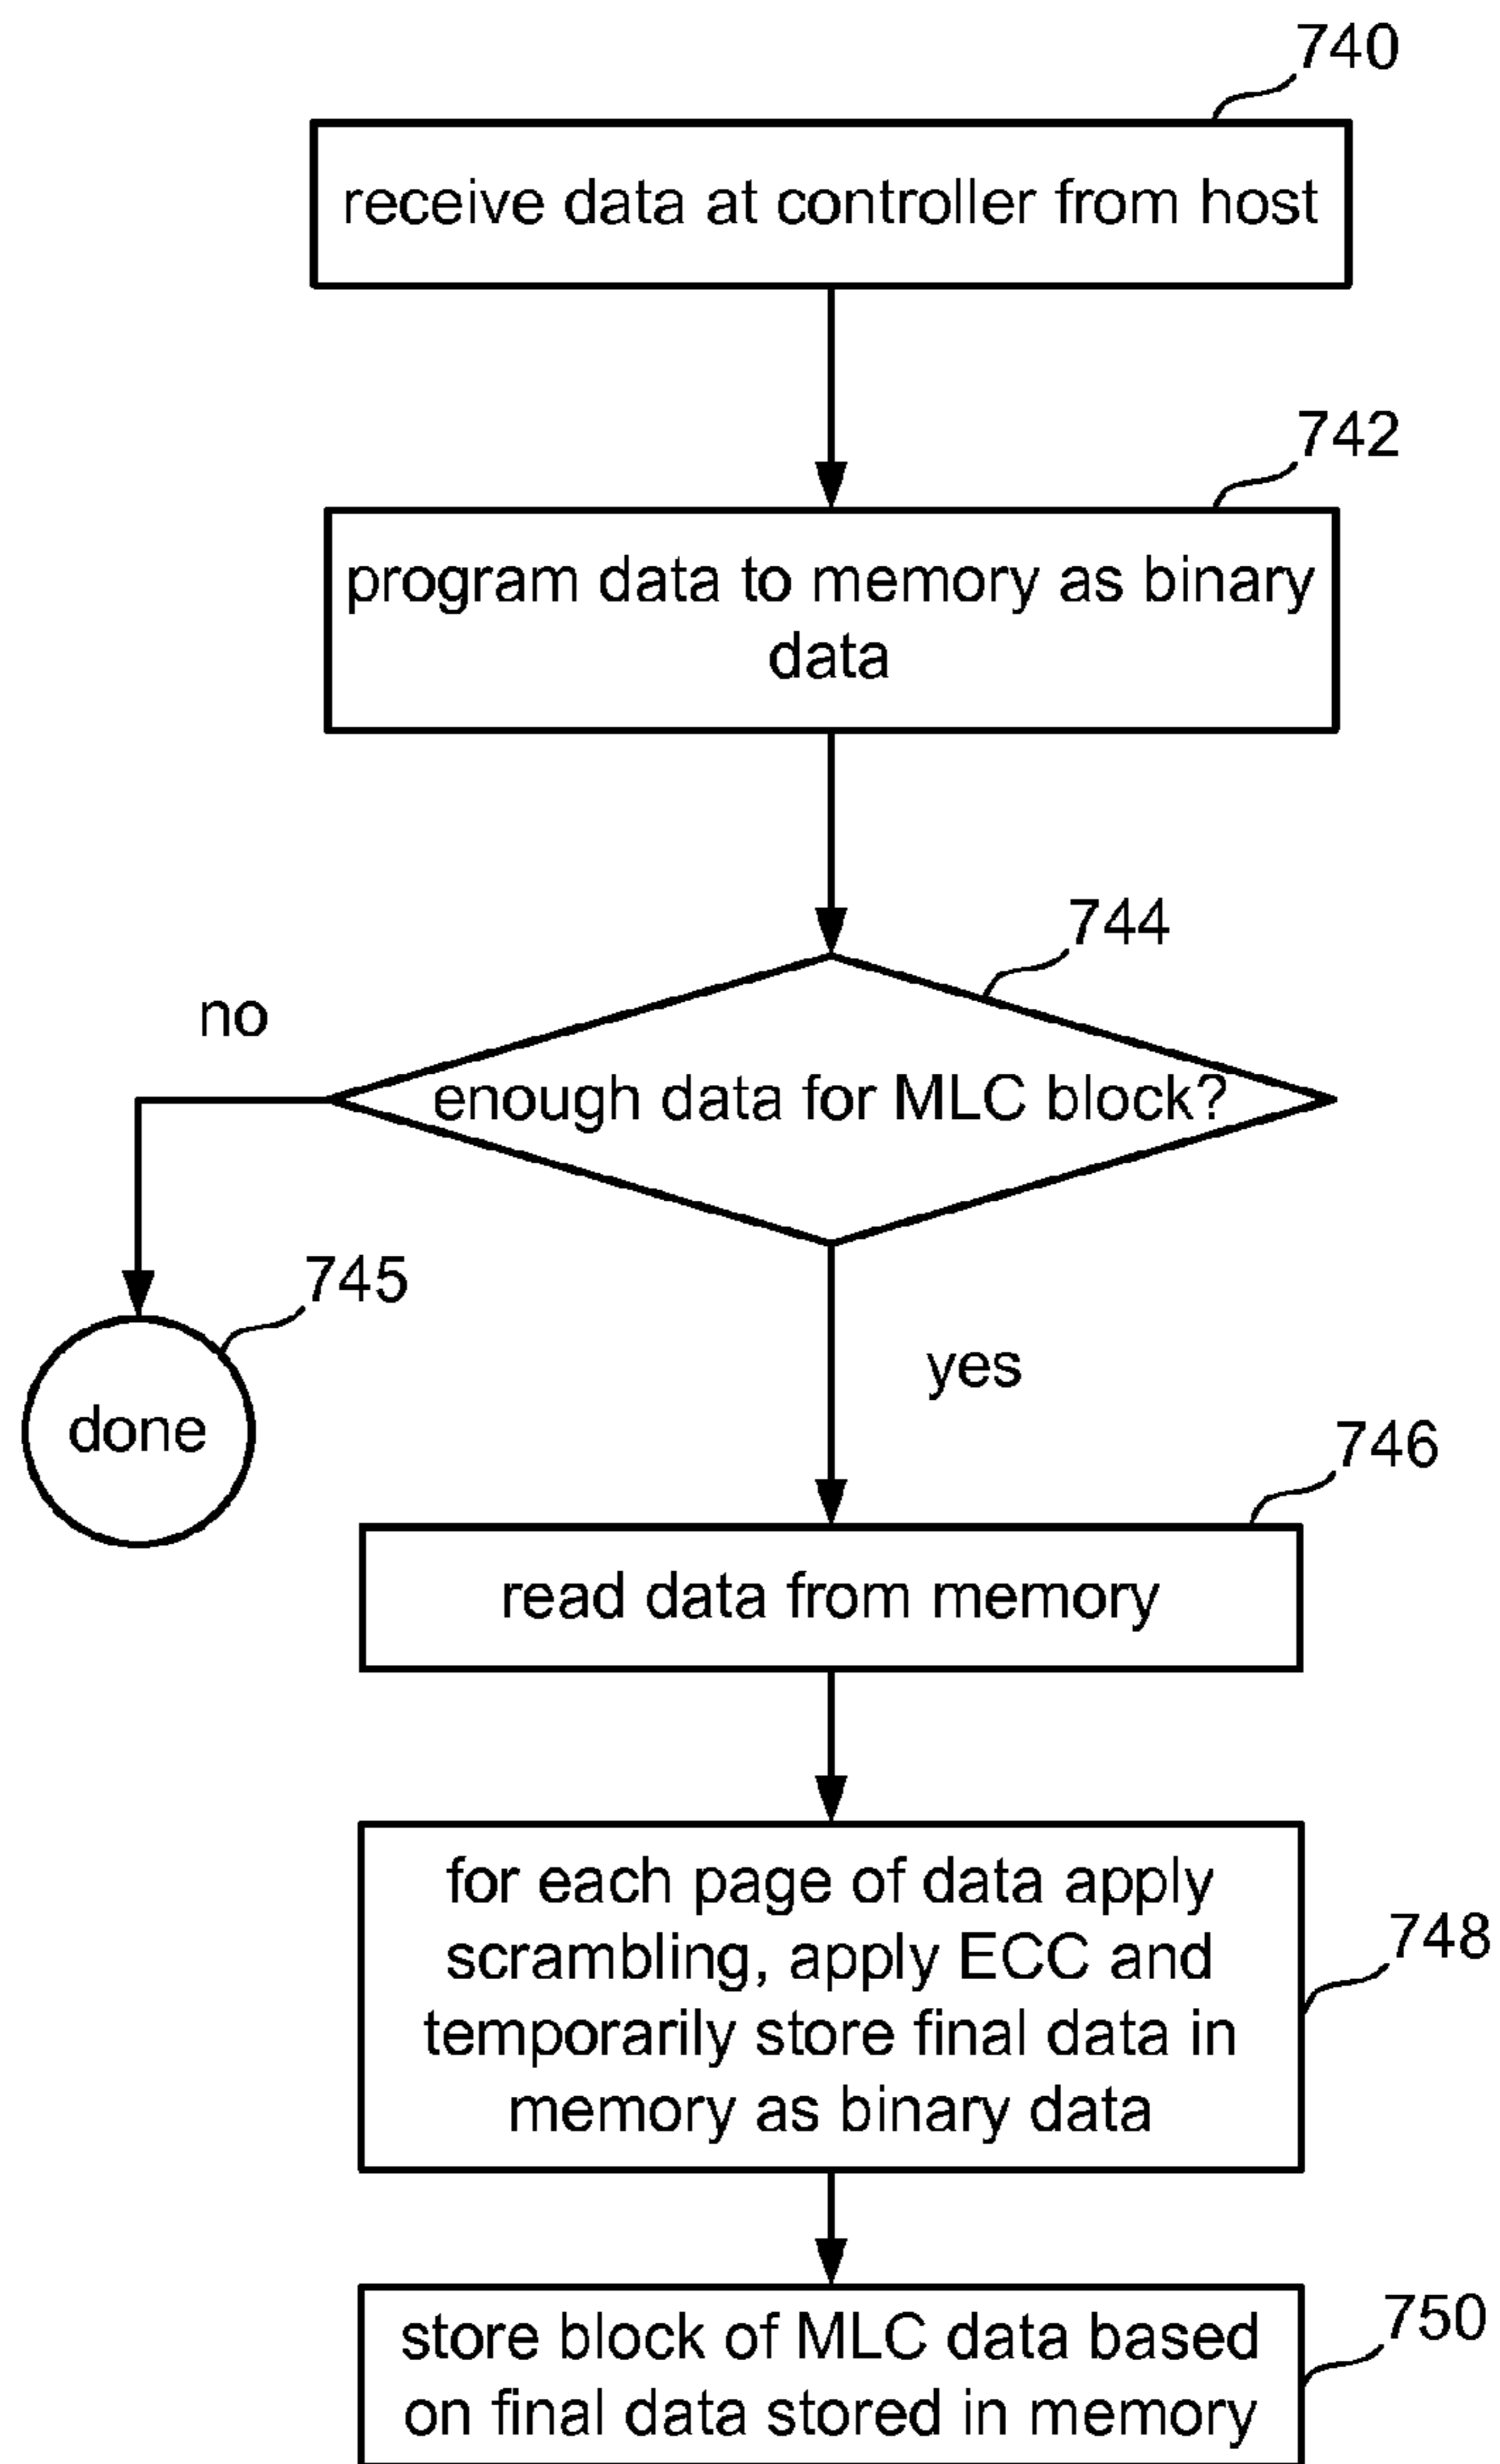 740
receive data at controller from host
742
program data to memory as binary
data
744
no
enough data for MLC block?
745
done
yes
746
read data from memory
for each page of data apply
scrambling, apply ECC and
748
temporarily store final data in
memory as binary data
750
store block of MLC data based
on final data stored in memory